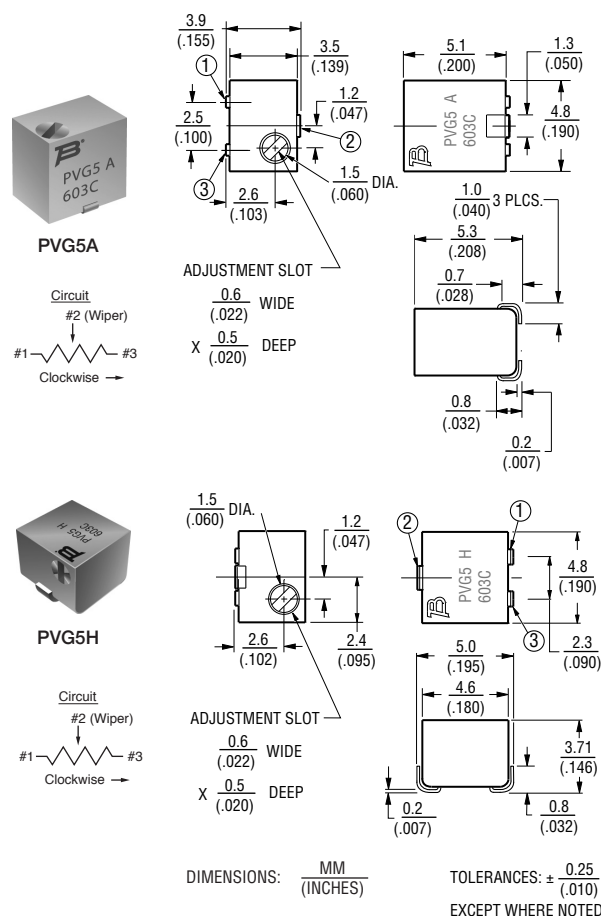 3.9
(.155)
3.5
(.139)
1
2.5
(.100)
1.2
(.047)
2
3
1.5
(.060) DIA.
2.6
(.103)
ADJUSTMENT SLOT
0.6
(.022) WIDE
X 0.5
(.020) DEEP
5.1
(.200)
1.3
(.050)
PVG5 A
603C
4.8
(.190)
1.0
(.040) 3 PLCS.
5.3
(.208)
0.7
(.028)
0.8
(.032)
0.2
(.007)
PVG5 A
603C
PVG5A
Circuit
#2 (Wiper)
#1 #3
Clockwise →
PVG5 H
603C
PVG5H
Circuit
#2 (Wiper)
#1 #3
Clockwise →
1.5
(.060) DIA.
1.2
(.047)
2.6
(.102)
2.4
(.095)
ADJUSTMENT SLOT
0.6
(.022) WIDE
X 0.5
(.020) DEEP
2
1
PVG5 H
603C
4.8
(.190)
3
2.3
(.090)
5.0
(.195)
4.6
(.180)
3.71
(.146)
0.2
(.007)
0.8
(.032)
DIMENSIONS: MM
(INCHES)
TOLERANCES: ± 0.25
(.010)
EXCEPT WHERE NOTED